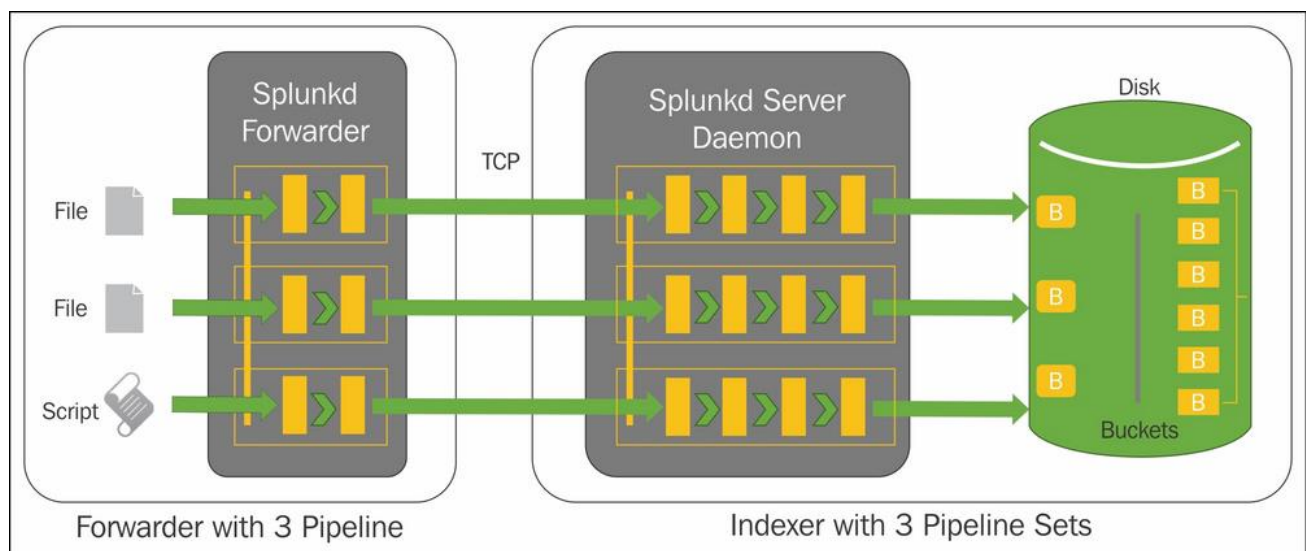 Splunkd
Forwarder
File
File
Script
TCP
Splunkd Server
Daemon
Disk
B
B
B
B
B
B
B
B
B
Buckets
Forwarder with 3 Pipeline
Indexer with 3 Pipeline Sets